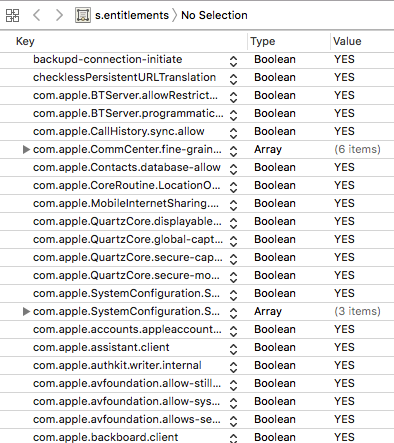 s.entitlements No Selection
Key Type Value
backupd-connection-initiate Boolean YES
checklessPersistentURLTranslation Boolean YES
com.apple.BTServer.allowRestrict... Boolean YES
com.apple.BTServer.programmatic... Boolean YES
com.apple.CallHistory.sync.allow Boolean YES
com.apple.CommCenter.fine-grain... Array (6 items)
com.apple.Contacts.database-allow Boolean YES
com.apple.CoreRoutine.LocationO... Boolean YES
com.apple.MobileInternetSharing.... Boolean YES
com.apple.QuartzCore.displayable... Boolean YES
com.apple.QuartzCore.global-capt... Boolean YES
com.apple.QuartzCore.secure-cap... Boolean YES
com.apple.QuartzCore.secure-mo... Boolean YES
com.apple.SystemConfiguration.S... Boolean YES
com.apple.SystemConfiguration.S... Array (3 items)
com.apple.accounts.appleaccount... Boolean YES
com.apple.assistant.client Boolean YES
com.apple.authkit.writer.internal Boolean YES
com.apple.avfoundation.allow-still... Boolean YES
com.apple.avfoundation.allow-sys... Boolean YES
com.apple.avfoundation.allows-se... Boolean YES
com.apple.backboard.client Boolean YES